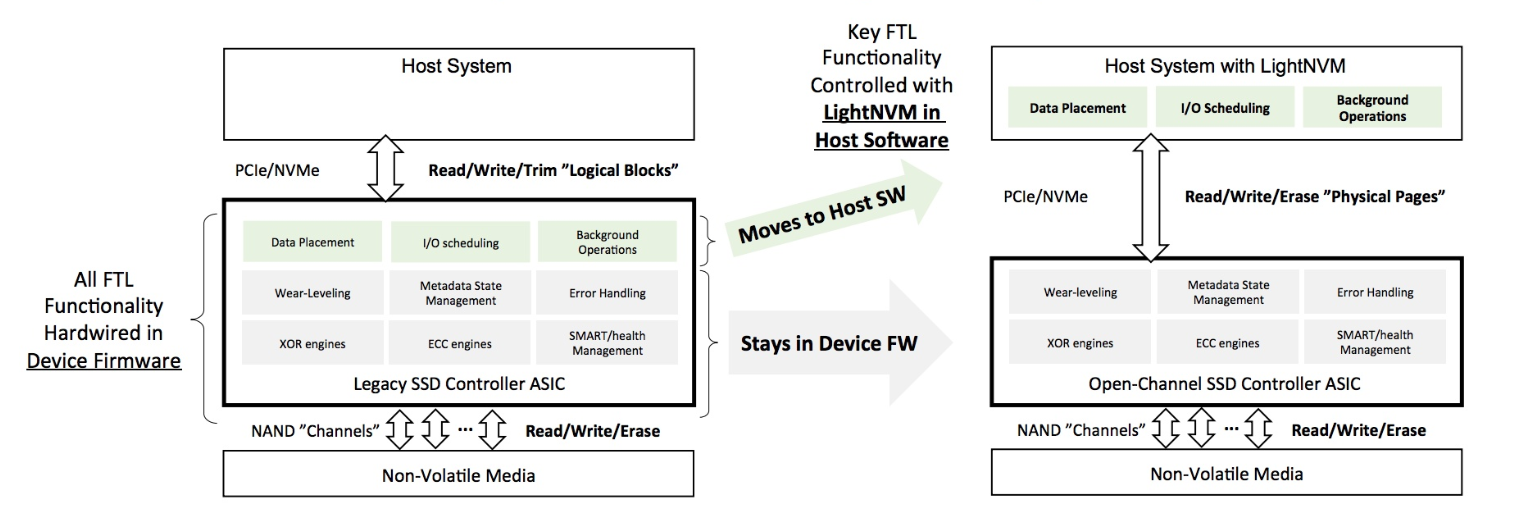 Host System
PCIe/NVMe
Read/Write/Trim ”Logical Blocks”
All FTL
Functionality
Hardwired in
Device Firmware
Data Placement
I/O scheduling
Background
Operations
Wear-Leveling
Metadata State
Management
Error Handling
XOR engines
ECC engines
SMART/health
Management
Legacy SSD Controller ASIC
NAND ”Channels”
...
Read/Write/Erase
Non-Volatile Media
Key FTL
Functionality
Controlled with
LightNVM in
Host Software
Moves to Host SW
Stays in Device FW
Host System with LightNVM
Data Placement
I/O Scheduling
Background
Operations
PCIe/NVMe
Read/Write/Erase ”Physical Pages”
Wear-leveling
Metadata State
Management
Error Handling
XOR engines
ECC engines
SMART/health
Management
Open-Channel SSD Controller ASIC
NAND ”Channels”
...
Read/Write/Erase
Non-Volatile Media